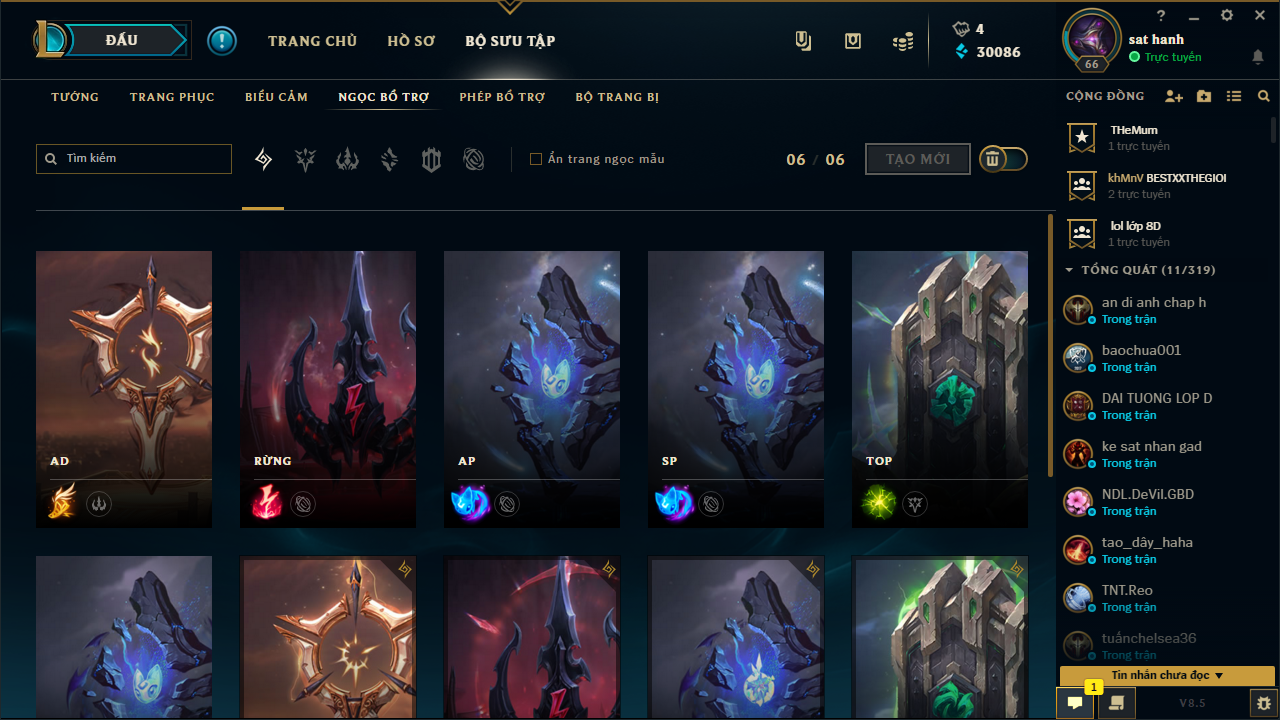 ĐẤU
TRANG CHỦ
HỒ SƠ
BỘ SƯU TẬP
4
30086
?
sat hanh
Trực tuyến
66
TƯỚNG
TRANG PHỤC
BIỂU CẢM
NGỌC BỔ TRỢ
PHÉP BỔ TRỢ
BỘ TRANG BỊ
Tìm kiếm
Ẩn trang ngọc mẫu
06 / 06
TẠO MỚI
AD
RỪNG
AP
SP
TOP
CỘNG ĐỒNG
THeMum
1 trực tuyến
khMnV BESTXXTHEGIOI
2 trực tuyến
lol lớp 8D
1 trực tuyến
TỔNG QUÁT (11/319)
an di anh chap h
Trong trận
baochua001
Trong trận
DAI TUONG LOP D
Trong trận
ke sat nhan gad
Trong trận
NDL.DeVil.GBD
Trong trận
tao_dây_haha
Trong trận
TNT.Reo
Trong trận
tuấnchelsea36
Trong trận
Tin nhắn chưa đọc
1
V8.5